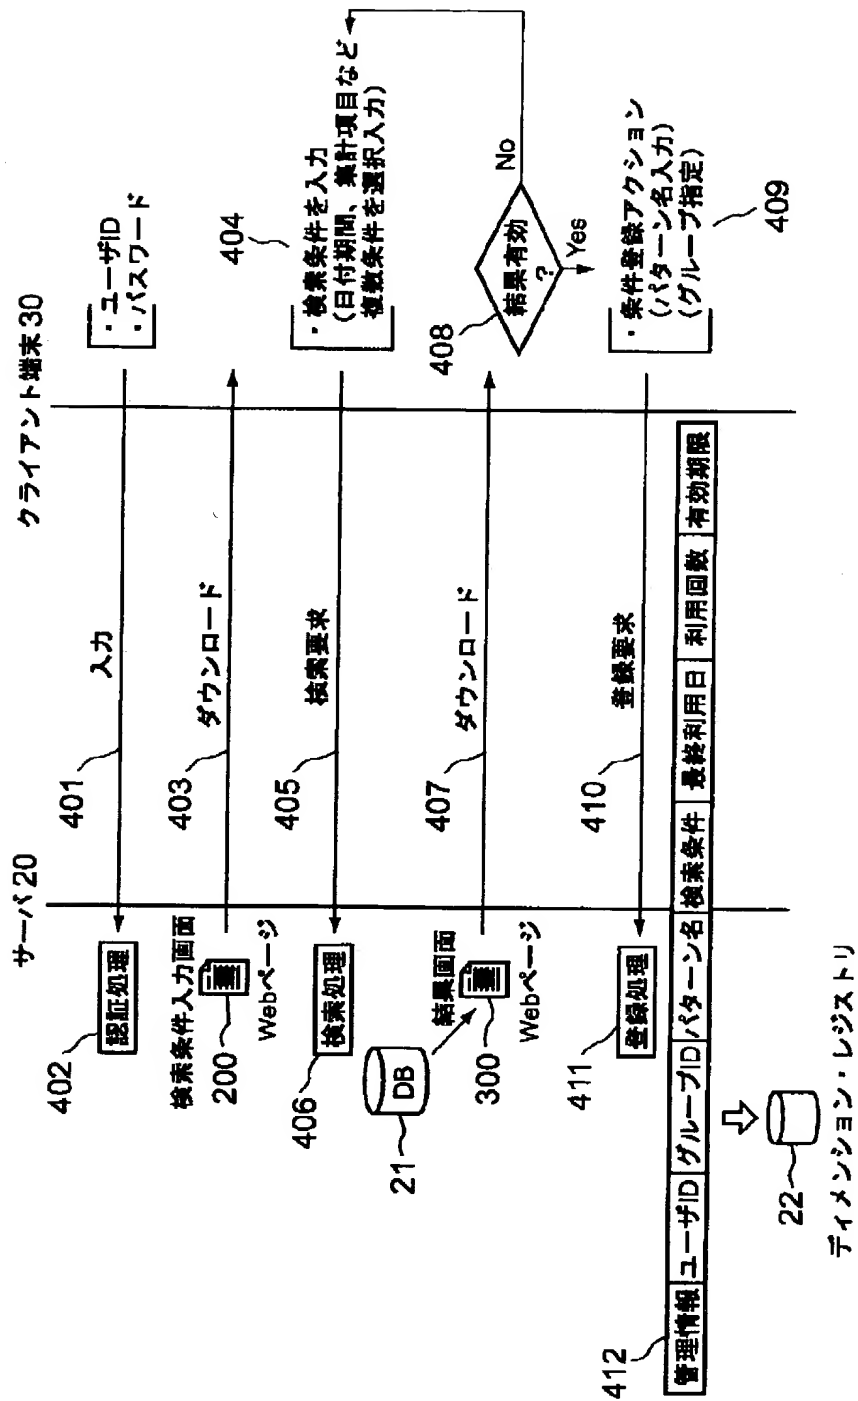 サーバ20
クライアント端末30
・ユーザID
・パスワード
入力
401
認証処理
402
検索条件入力画面
200
Webページ
403
ダウンロード
404
・検索条件を入力
(日付期間、集計項目など
複数条件を選択入力)
405
検索要求
検索処理
406
DB
21
結果画面
300
Webページ
407
ダウンロード
408
結果有効
?
No
Yes
・条件登録アクション
(パターン名入力)
(グループ指定)
409
410
登録要求
登録処理
411
412
管理情報 ユーザID グループID パターン名 検索条件 最終利用日 利用回数 有効期限
22
ディメンション・レジストリ